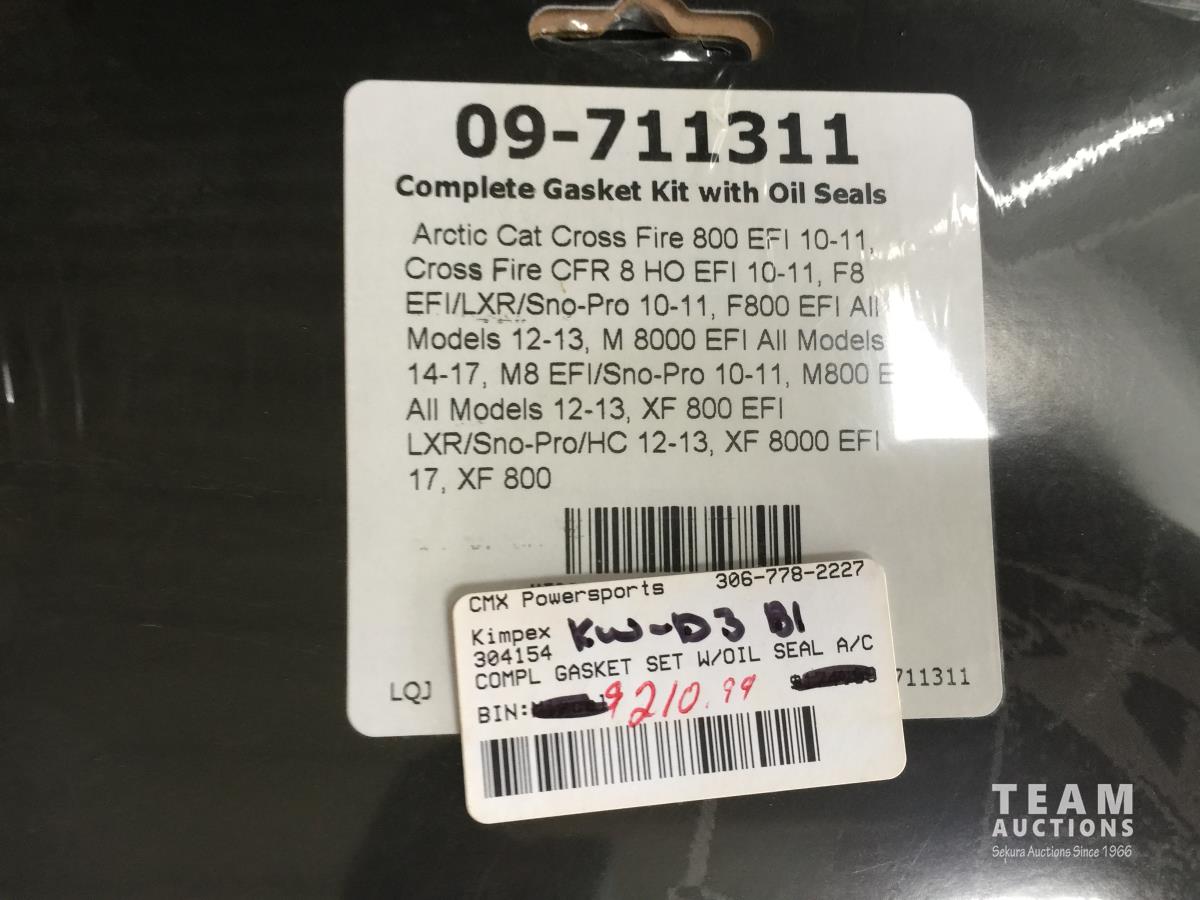 09-711311
Complete Gasket Kit with Oil Seals
Arctic Cat Cross Fire 800 EFI 10-11,
Cross Fire CFR 8 HO EFI 10-11, F8
EFI/LXR/Sno-Pro 10-11, F800 EFI All
Models 12-13, M 8000 EFI All Models
14-17, M8 EFI/Sno-Pro 10-11, M800 E
All Models 12-13, XF 800 EFI
LXR/Sno-Pro/HC 12-13, XF 8000 EFI
17, XF 800
CMX Powersports 306-778-2227
Kimpex KW-D3 B1
304154
COMPL GASKET SET W/OIL SEAL A/C
LQJ 711311
BIN: $210.99
TEAM
AUCTIONS
Sekura Auctions Since 1966